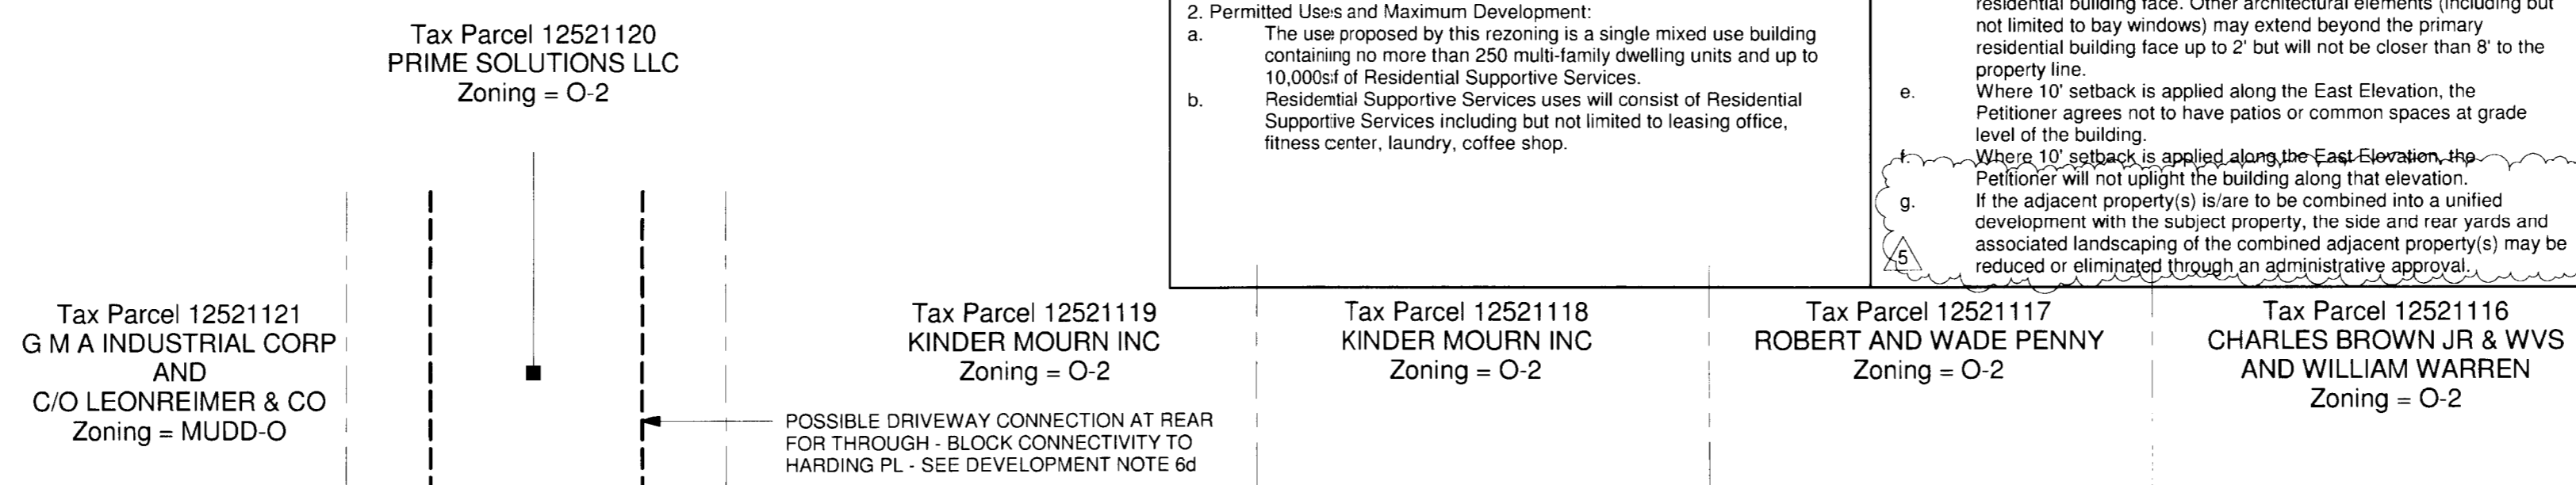 Tax Parcel 12521120
PRIME SOLUTIONS LLC
Zoning = O-2
2. Permitted Uses and Maximum Development:
a. The use proposed by this rezoning is a single mixed use building
containing no more than 250 multi-family dwelling units and up to
10,000sf of Residential Supportive Services.
b. Residential Supportive Services uses will consist of Residential
Supportive Services including but not limited to leasing office,
fitness center, laundry, coffee shop.
residential building face. Other architectural elements (including but
not limited to bay windows) may extend beyond the primary
residential building face up to 2' but will not be closer than 8' to the
property line.
e. Where 10' setback is applied along the East Elevation, the
Petitioner agrees not to have patios or common spaces at grade
level of the building.
f. Where 10' setback is applied along the East Elevation, the
Petitioner will not uplight the building along that elevation.
g. If the adjacent property(s) is/are to be combined into a unified
development with the subject property, the side and rear yards and
associated landscaping of the combined adjacent property(s) may be
5 reduced or eliminated through an administrative approval.
Tax Parcel 12521121
G M A INDUSTRIAL CORP
AND
C/O LEONREIMER & CO
Zoning = MUDD-O
Tax Parcel 12521119
KINDER MOURN INC
Zoning = O-2
POSSIBLE DRIVEWAY CONNECTION AT REAR
FOR THROUGH - BLOCK CONNECTIVITY TO
HARDING PL - SEE DEVELOPMENT NOTE 6d
Tax Parcel 12521118
KINDER MOURN INC
Zoning = O-2
Tax Parcel 12521117
ROBERT AND WADE PENNY
Zoning = O-2
Tax Parcel 12521116
CHARLES BROWN JR & WVS
AND WILLIAM WARREN
Zoning = O-2